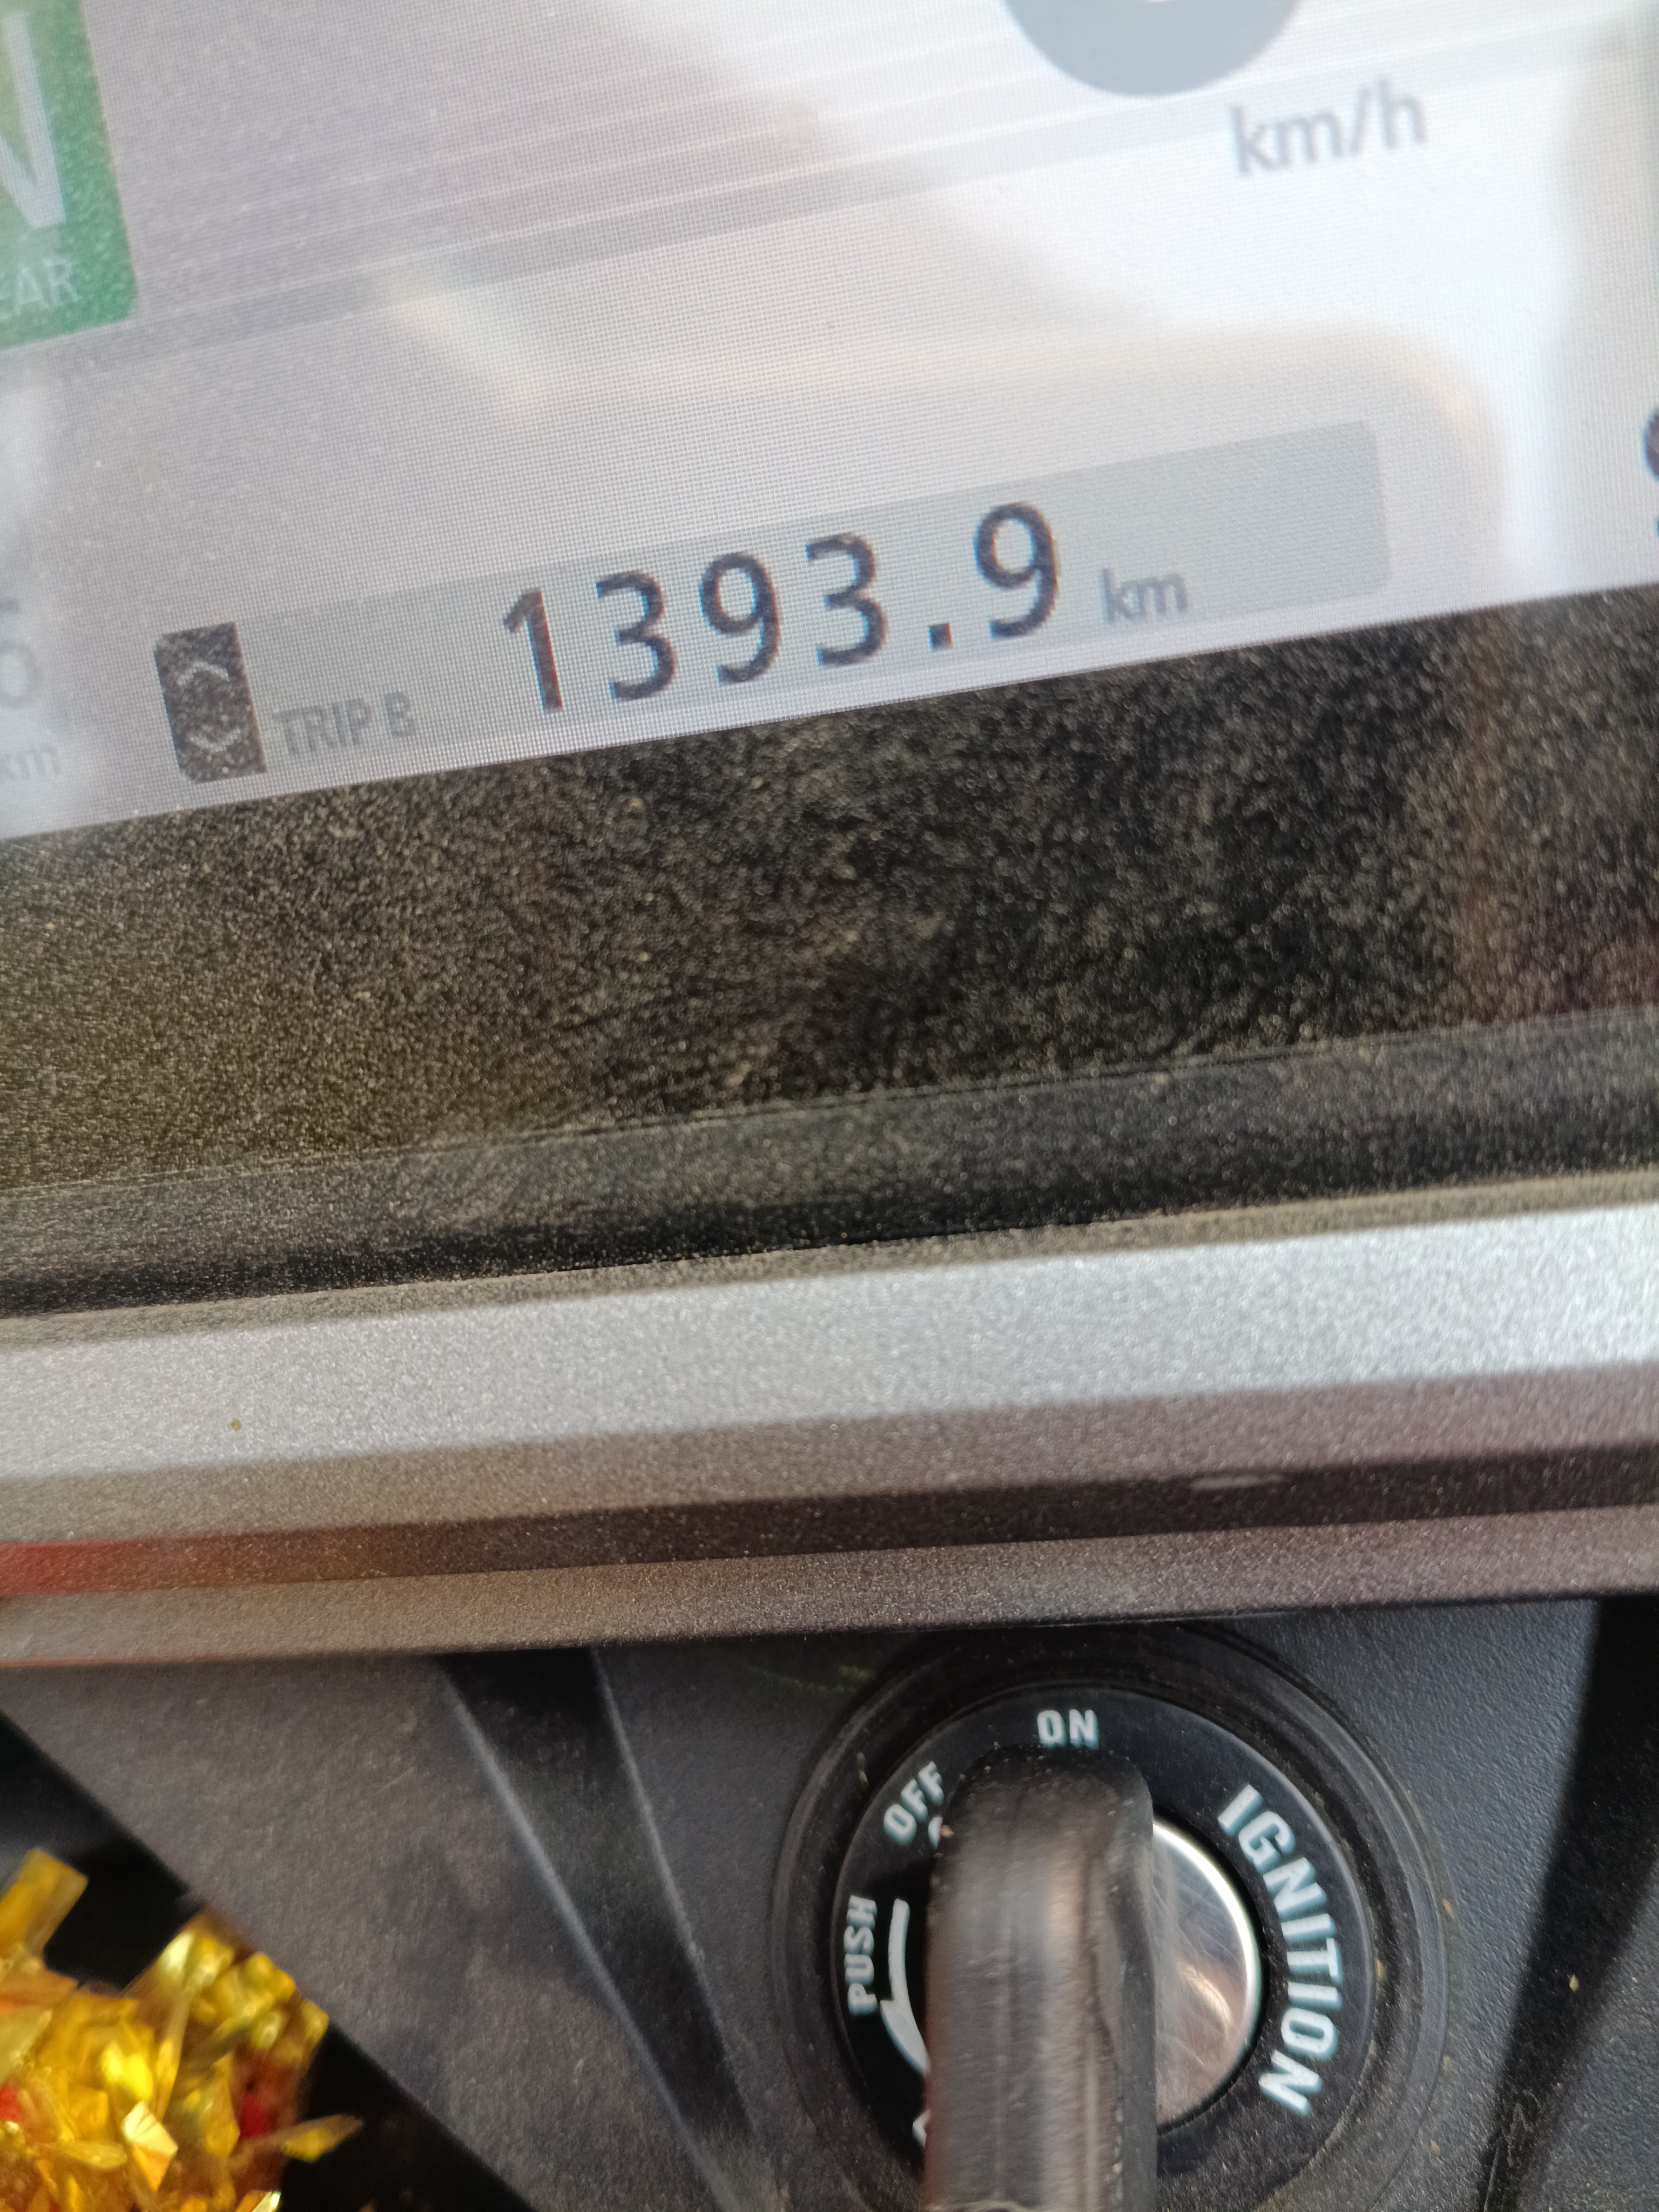 km/h
TRIP B 1393.9 km
ON
OFF
PUSH
IGNITION